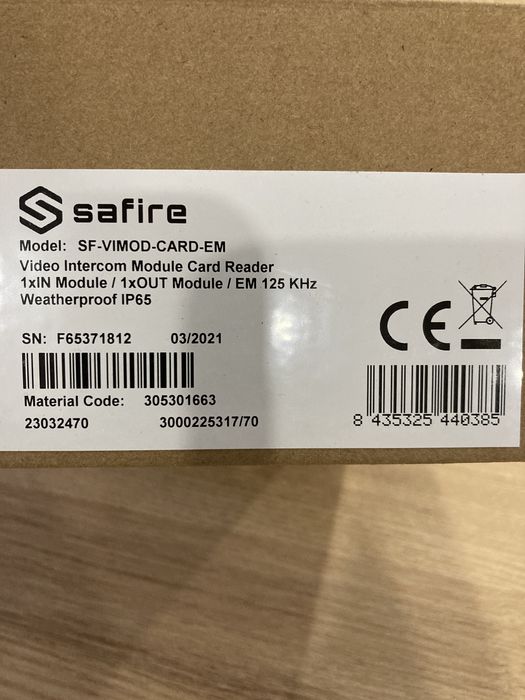 safire
Model: SF-VIMOD-CARD-EM
Video Intercom Module Card Reader
1xIN Module / 1xOUT Module / EM 125 KHz
Weatherproof IP65
SN: F65371812 03/2021
CE
Material Code: 305301663
23032470 3000225317/70
8 435325 440385